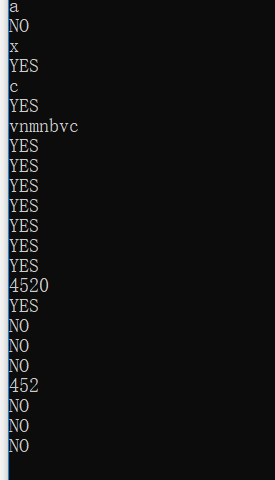 a
NO
x
YES
c
YES
vnmnbvc
YES
YES
YES
YES
YES
YES
YES
4520
YES
NO
NO
NO
452
NO
NO
NO